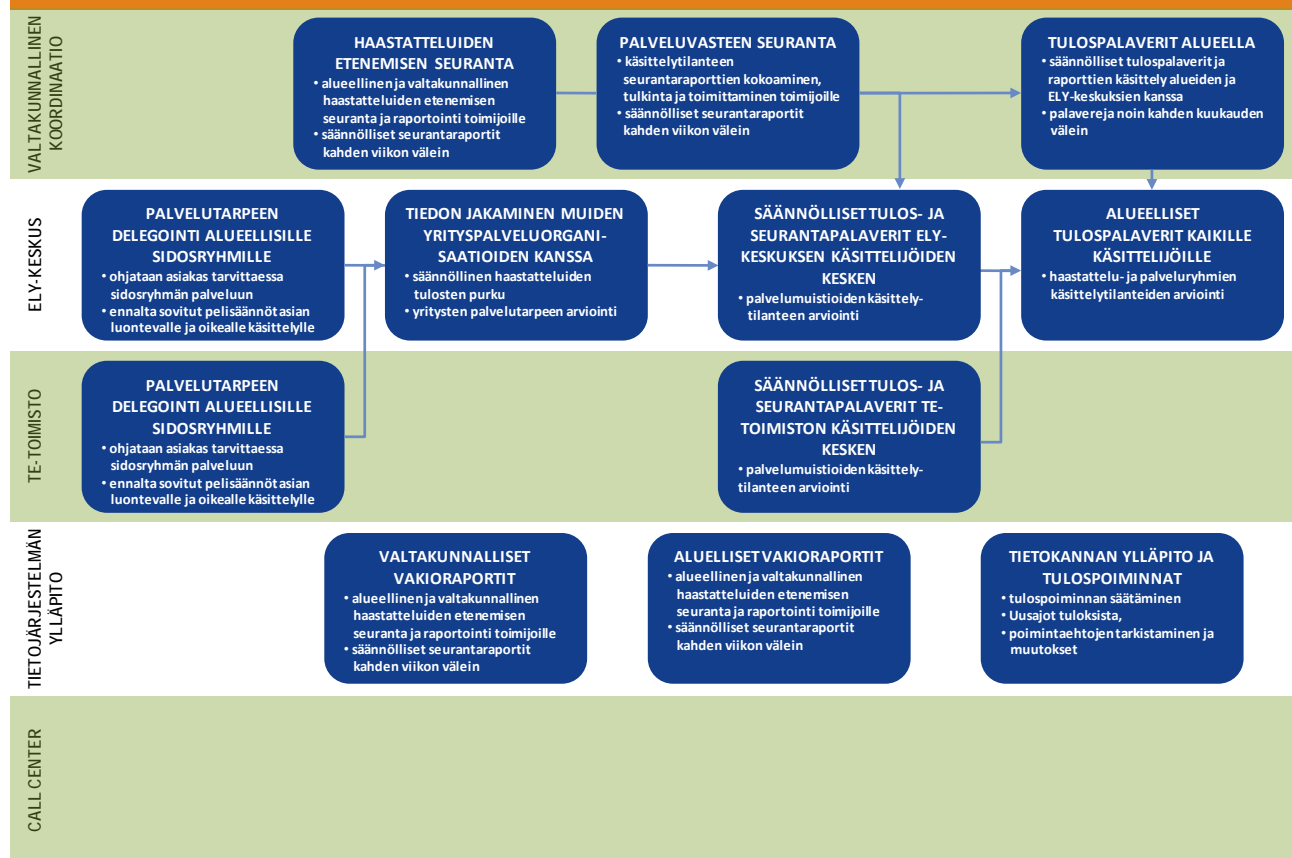 VALTAKUNNALLINEN
KOORDINAATIO
HAASTATTELUIDEN
ETENEMISEN SEURANTA
• alueellinen ja valtakunnallinen
haastatteluiden etenemisen
seuranta ja raportointi toimijoille
• säännölliset seurantaraportit
kahden viikon välein
PALVELUVASTEEN SEURANTA
• käsittelytilanteen
seurantaraporttien kokoaminen,
tulkinta ja toimittaminen toimijoille
• säännölliset seurantaraportit
kahden viikon välein
TULOSPALAVERIT ALUEELLA
• säännölliset tulospalaverit ja
raporttien käsittely alueiden ja
ELY-keskuksien kanssa
• palavereja noin kahden kuukauden
välein
ELY-KESKUS
PALVELUTARPEEN
DELEGOINTI ALUEELLISILLE
SIDOSRYHMILLE
• ohjataan asiakas tarvittaessa
sidosryhmän palveluun
• ennalta sovitut pelisäännöt asian
luontevalle ja oikealle käsittelylle
TIEDON JAKAMINEN MUIDEN
YRITYSPALVELUORGANI-
SAATIOIDEN KANSSA
• säännöllinen haastatteluiden
tulosten purku
• yritysten palvelutarpeen arviointi
SÄÄNNÖLLISET TULOS- JA
SEURANTAPALAVERIT ELY-
KESKUKSEN KÄSITTELIJÖIDEN
KESKEN
• palvelumuistioiden käsittely-
tilanteen arviointi
ALUEELLISET
TULOSPALAVERIT KAIKILLE
KÄSITTELIJÖILLE
• haastattelu- ja palveluryhmien
käsittelytilanteiden arviointi
TE-TOIMISTO
PALVELUTARPEEN
DELEGOINTI ALUEELLISILLE
SIDOSRYHMILLE
• ohjataan asiakas tarvittaessa
sidosryhmän palveluun
• ennalta sovitut pelisäännöt asian
luontevalle ja oikealle käsittelylle
SÄÄNNÖLLISET TULOS- JA
SEURANTAPALAVERIT TE-
TOIMISTON KÄSITTELIJÖIDEN
KESKEN
• palvelumuistioiden käsittely-
tilanteen arviointi
TIETOJÄRJESTELMÄN
YLLÄPITO
VALTAKUNNALLISET
VAKIORAPORTIT
• alueellinen ja valtakunnallinen
haastatteluiden etenemisen
seuranta ja raportointi toimijoille
• säännölliset seurantaraportit
kahden viikon välein
ALUELLISET VAKIORAPORTIT
• alueellinen ja valtakunnallinen
haastatteluiden etenemisen
seuranta ja raportointi toimijoille
• säännölliset seurantaraportit
kahden viikon välein
TIETOKANNAN YLLÄPITO JA
TULOSPOIMINNAT
• tulospoiminnan säätäminen
• Uusajot tuloksista,
• poimintaehtojen tarkistaminen ja
muutokset
CALL CENTER